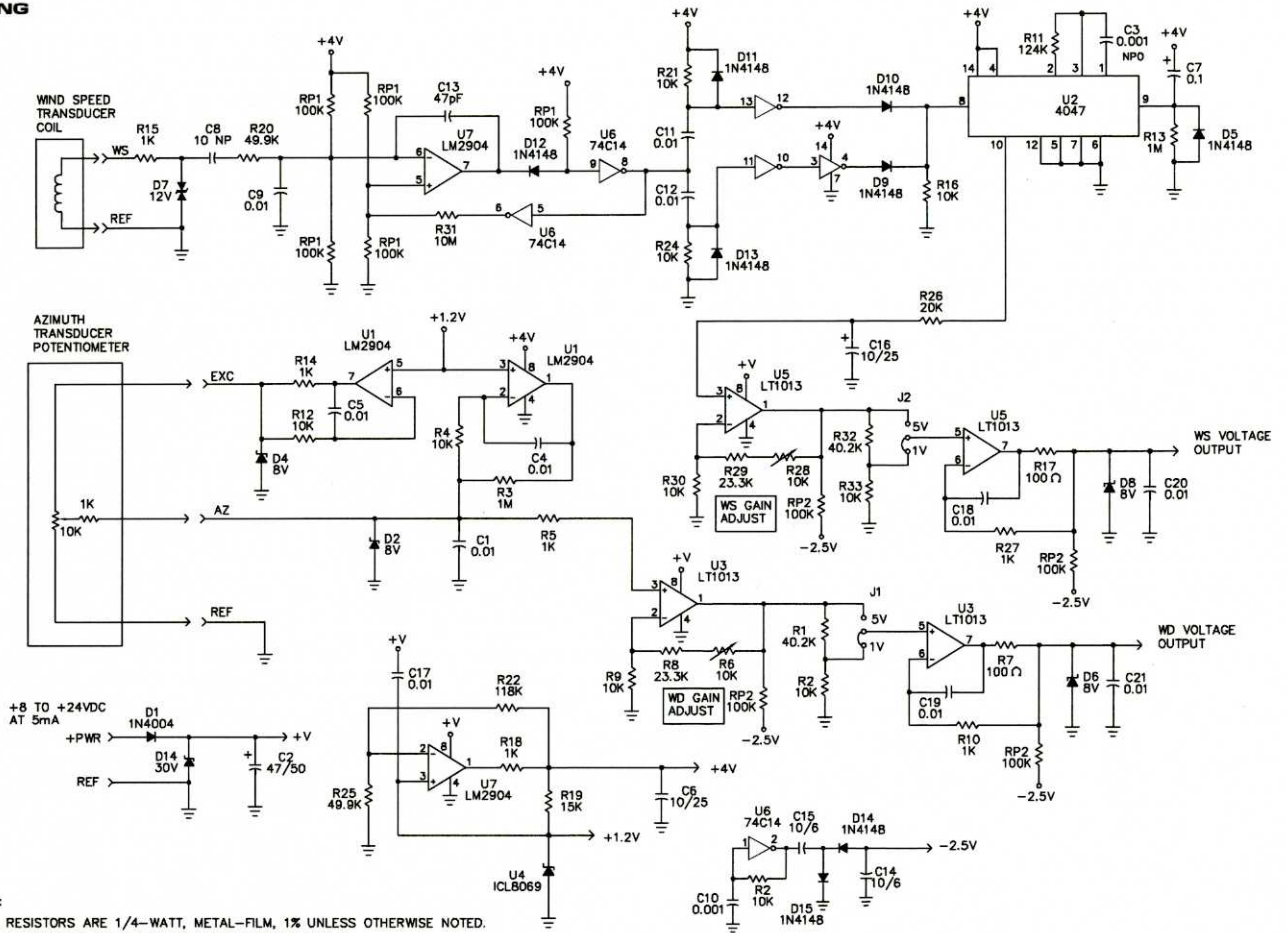 NG
WIND SPEED
TRANSDUCER
COIL
WS
REF
R15
1K
D7
12V
C8
10 NP
R20
49.9K
C9
0.01
+4V
RP1
100K
RP1
100K
RP1
100K
RP1
100K
C13
47pF
U7
LM2904
6
5
7
R31
10M
D12
1N4148
+4V
RP1
100K
U6
74C14
9
8
6
5
U6
74C14
+4V
R21
10K
D11
1N4148
C11
0.01
C12
0.01
R24
10K
D13
1N4148
13
12
11
10
+4V
14
3
4
7
D10
1N4148
D9
1N4148
R16
10K
+4V
14
4
R11
124K
2
3
1
C3
0.001
NPO
U2
4047
8
9
10
12
5
7
6
+4V
C7
0.1
+
R13
1M
D5
1N4148
AZIMUTH
TRANSDUCER
POTENTIOMETER
1K
10K
EXC
AZ
REF
R14
1K
R12
10K
C5
0.01
D4
8V
U1
LM2904
7
5
6
+1.2V
+4V
U1
LM2904
3
2
8
4
1
R4
10K
C4
0.01
R3
1M
D2
8V
C1
0.01
R5
1K
R26
20K
+
C16
10/25
+V
U5
LT1013
3
2
8
4
1
R30
10K
R29
23.3K
R28
10K
WS GAIN
ADJUST
RP2
100K
-2.5V
R32
40.2K
R33
10K
J2
5V
1V
U5
LT1013
5
6
7
R17
100Ω
C18
0.01
R27
1K
RP2
100K
-2.5V
D8
8V
C20
0.01
WS VOLTAGE
OUTPUT
+V
U3
LT1013
3
2
8
4
1
R9
10K
R8
23.3K
R6
10K
WD GAIN
ADJUST
RP2
100K
-2.5V
R1
40.2K
R2
10K
J1
5V
1V
U3
LT1013
5
6
7
R7
100Ω
C19
0.01
R10
1K
RP2
100K
-2.5V
D6
8V
C21
0.01
WD VOLTAGE
OUTPUT
+8 TO +24VDC
AT 5mA
+PWR
REF
D1
1N4004
D14
30V
+
C2
47/50
+V
+V
C17
0.01
R22
118K
+V
2
3
8
4
1
U7
LM2904
R25
49.9K
R18
1K
R19
15K
C6
10/25
+4V
+1.2V
U4
ICL8069
U6
74C14
1
2
C10
0.001
R2
10K
C15
10/6
D15
1N4148
D14
1N4148
C14
10/6
-2.5V
RESISTORS ARE 1/4-WATT, METAL-FILM, 1% UNLESS OTHERWISE NOTED.